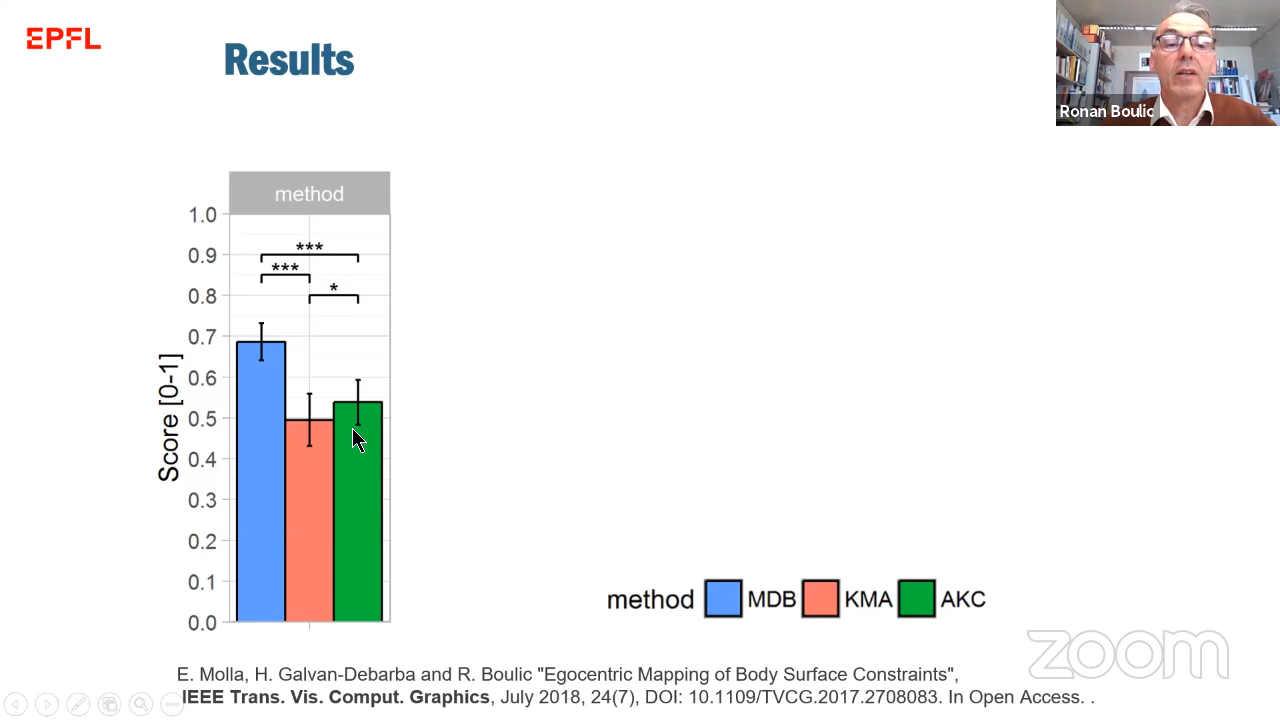 EPFL
Results
Ronan Boulic
method
1.0
0.9
0.8
0.7
0.6
0.5
0.4
0.3
0.2
0.1
0.0
***
***
*
Score [0-1]
method MDB KMA AKC
zoom
E. Molla, H. Galvan-Debarba and R. Boulic "Egocentric Mapping of Body Surface Constraints",
IEEE Trans. Vis. Comput. Graphics, July 2018, 24(7), DOI: 10.1109/TVCG.2017.2708083. In Open Access. .